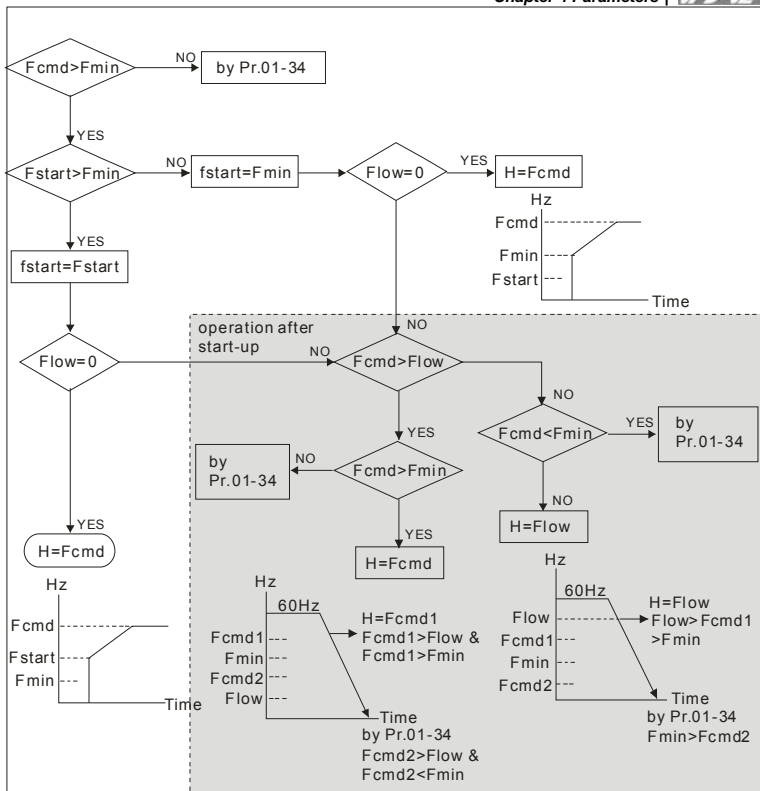 Chapter 4 Parameters |
Fcmd>Fmin
NO
by Pr.01-34
YES
Fstart>Fmin
NO
fstart=Fmin
Flow=0
YES
H=Fcmd
Hz
Fcmd
Fmin
Fstart
Time
YES
fstart=Fstart
NO
operation after
start-up
Flow=0
NO
Fcmd>Flow
NO
YES
Fcmd<Fmin
YES
by
Pr.01-34
by
Pr.01-34
NO
Fcmd>Fmin
NO
H=Flow
YES
H=Fcmd
YES
H=Fcmd
Hz
Fcmd
Fstart
Fmin
Time
Hz
60Hz
H=Fcmd1
Fcmd1>Flow &
Fcmd1>Fmin
Fcmd1
Fmin
Fcmd2
Flow
Time
by Pr.01-34
Fcmd2>Flow &
Fcmd2<Fmin
Hz
60Hz
H=Flow
Flow>Fcmd1
>Fmin
Flow
Fcmd1
Fmin
Fcmd2
Time
by Pr.01-34
Fmin>Fcmd2